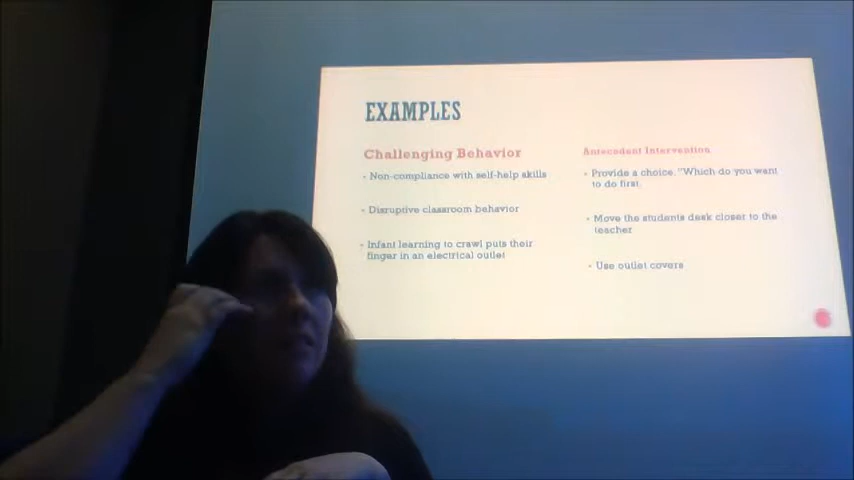 EXAMPLES
Challenging Behavior
- Non-compliance with self-help skills
- Disruptive classroom behavior
- Infant learning to crawl puts their
finger in an electrical outlet
Antecedent Intervention
- Provide a choice. "Which do you want
to do first.
- Move the students desk closer to the
teacher
- Use outlet covers